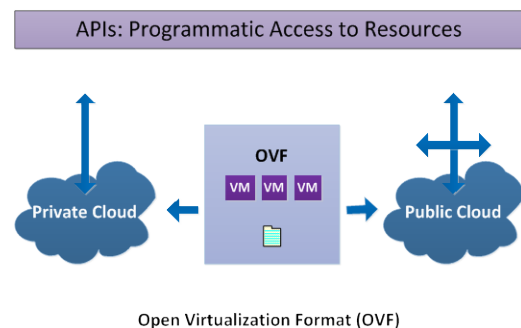 APIs: Programmatic Access to Resources
OVF
VM VM VM
Private Cloud
Public Cloud
Open Virtualization Format (OVF)